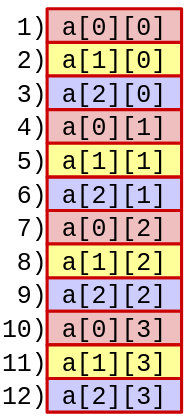 1) a[0][0]
2) a[1][0]
3) a[2][0]
4) a[0][1]
5) a[1][1]
6) a[2][1]
7) a[0][2]
8) a[1][2]
9) a[2][2]
10) a[0][3]
11) a[1][3]
12) a[2][3]